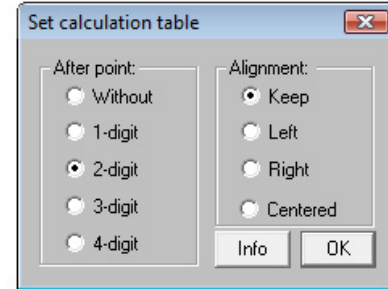 Set calculation table
After point:
Without
1-digit
2-digit
3-digit
4-digit
Alignment:
Keep
Left
Right
Centered
Info
OK